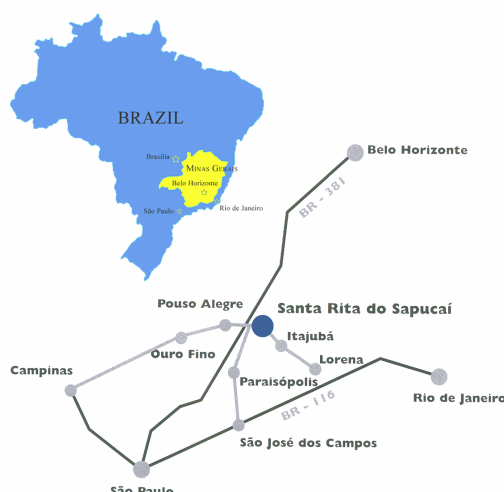 BRAZIL
Brasília
MINAS GERAIS
Belo Horizonte
São Paulo
Rio de Janeiro
Belo Horizonte
BR - 381
Pouso Alegre
Santa Rita do Sapucaí
Itajubá
Ouro Fino
Lorena
Campinas
Paraisópolis
BR - 116
Rio de Janeiro
São José dos Campos
São Paulo